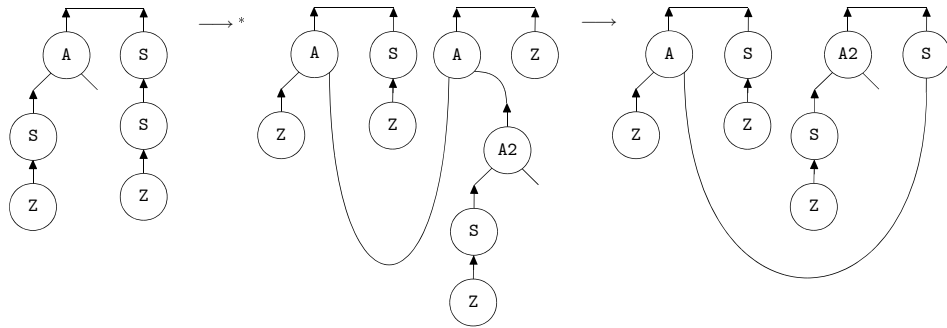 A S ⟶* A S A Z ⟶ A S A2 S
S S Z Z A2 Z Z S
Z Z S Z
Z